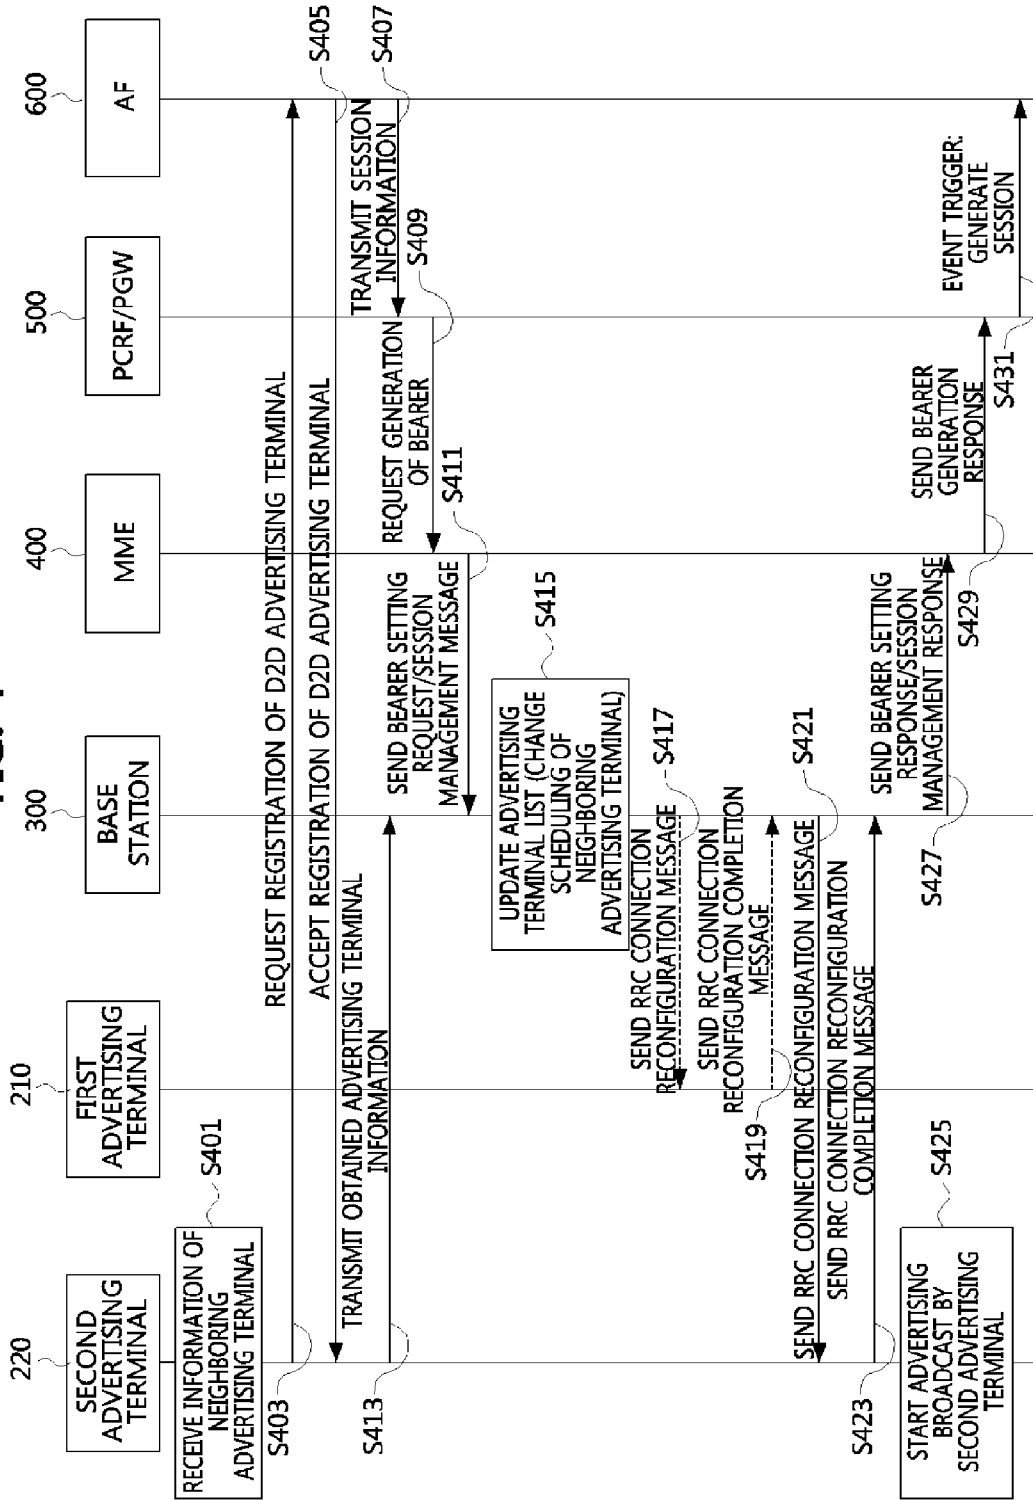 220
SECOND
ADVERTISING
TERMINAL
210
FIRST
ADVERTISING
TERMINAL
300
BASE
STATION
400
MME
500
PCRF/PGW
600
AF
RECEIVE INFORMATION OF
NEIGHBORING
ADVERTISING TERMINAL
S401
REQUEST REGISTRATION OF D2D ADVERTISING TERMINAL
S403
ACCEPT REGISTRATION OF D2D ADVERTISING TERMINAL
S405
TRANSMIT SESSION
INFORMATION
S407
REQUEST GENERATION
OF BEARER
S409
SEND BEARER SETTING
REQUEST/SESSION
MANAGEMENT MESSAGE
S411
TRANSMIT OBTAINED ADVERTISING TERMINAL
INFORMATION
S413
UPDATE ADVERTISING
TERMINAL LIST (CHANGE
SCHEDULING OF
NEIGHBORING
ADVERTISING TERMINAL)
S415
SEND RRC CONNECTION
RECONFIGURATION MESSAGE
S417
SEND RRC CONNECTION
RECONFIGURATION COMPLETION
MESSAGE
S419
SEND RRC CONNECTION RECONFIGURATION MESSAGE
S421
SEND RRC CONNECTION RECONFIGURATION
COMPLETION MESSAGE
S423
START ADVERTISING
BROADCAST BY
SECOND ADVERTISING
TERMINAL
S425
SEND BEARER SETTING
RESPONSE/SESSION
MANAGEMENT RESPONSE
S427
SEND BEARER
GENERATION
RESPONSE
S429
EVENT TRIGGER:
GENERATE
SESSION
S431